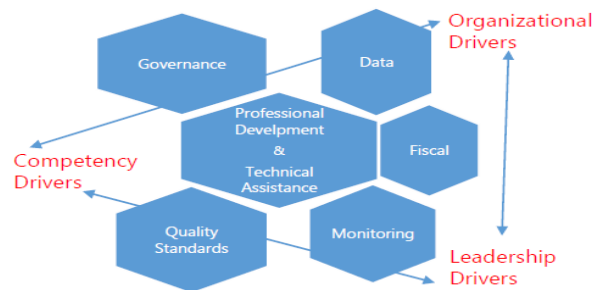 Organizational
Drivers
Governance
Data
Professional
Develpment
&
Technical
Assistance
Fiscal
Competency
Drivers
Quality
Standards
Monitoring
Leadership
Drivers